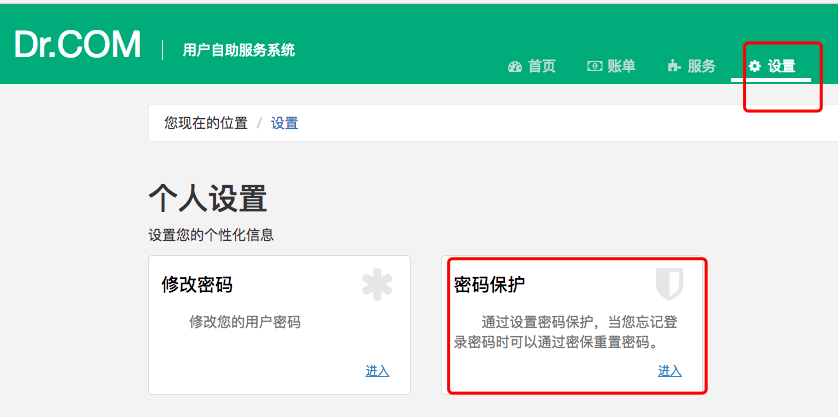 Dr.COM 用户自助服务系统
首页 账单 服务 设置
您现在的位置 / 设置
个人设置
设置您的个性化信息
修改密码
修改您的用户密码
进入
密码保护
通过设置密码保护，当您忘记登
录密码时可以通过密保重置密码。
进入